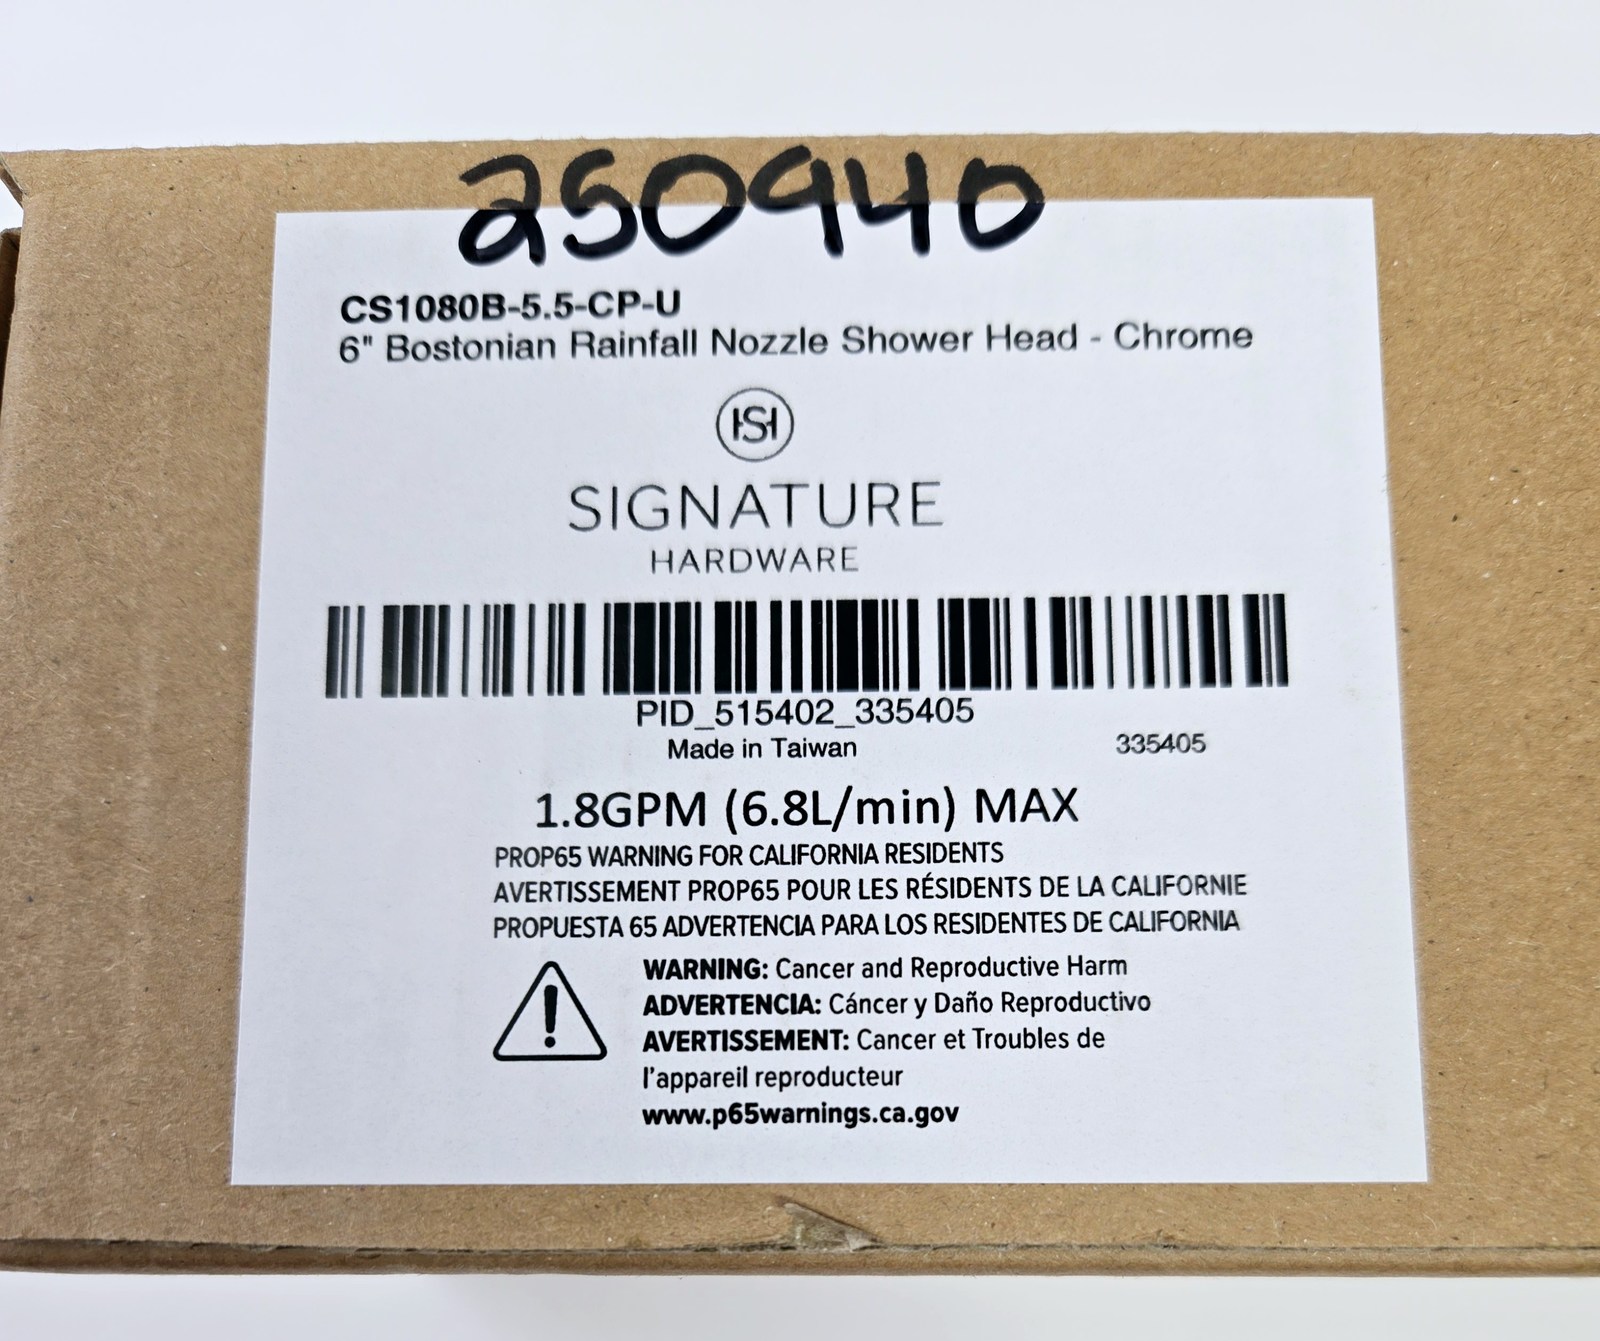 250940
CS1080B-5.5-CP-U
6" Bostonian Rainfall Nozzle Shower Head - Chrome
SIGNATURE
HARDWARE
PID_515402_335405
Made in Taiwan
335405
1.8GPM (6.8L/min) MAX
PROP65 WARNING FOR CALIFORNIA RESIDENTS
AVERTISSEMENT PROP65 POUR LES RÉSIDENTS DE LA CALIFORNIE
PROPUESTA 65 ADVERTENCIA PARA LOS RESIDENTES DE CALIFORNIA
WARNING: Cancer and Reproductive Harm
ADVERTENCIA: Cáncer y Daño Reproductivo
AVERTISSEMENT: Cancer et Troubles de
l'appareil reproducteur
www.p65warnings.ca.gov